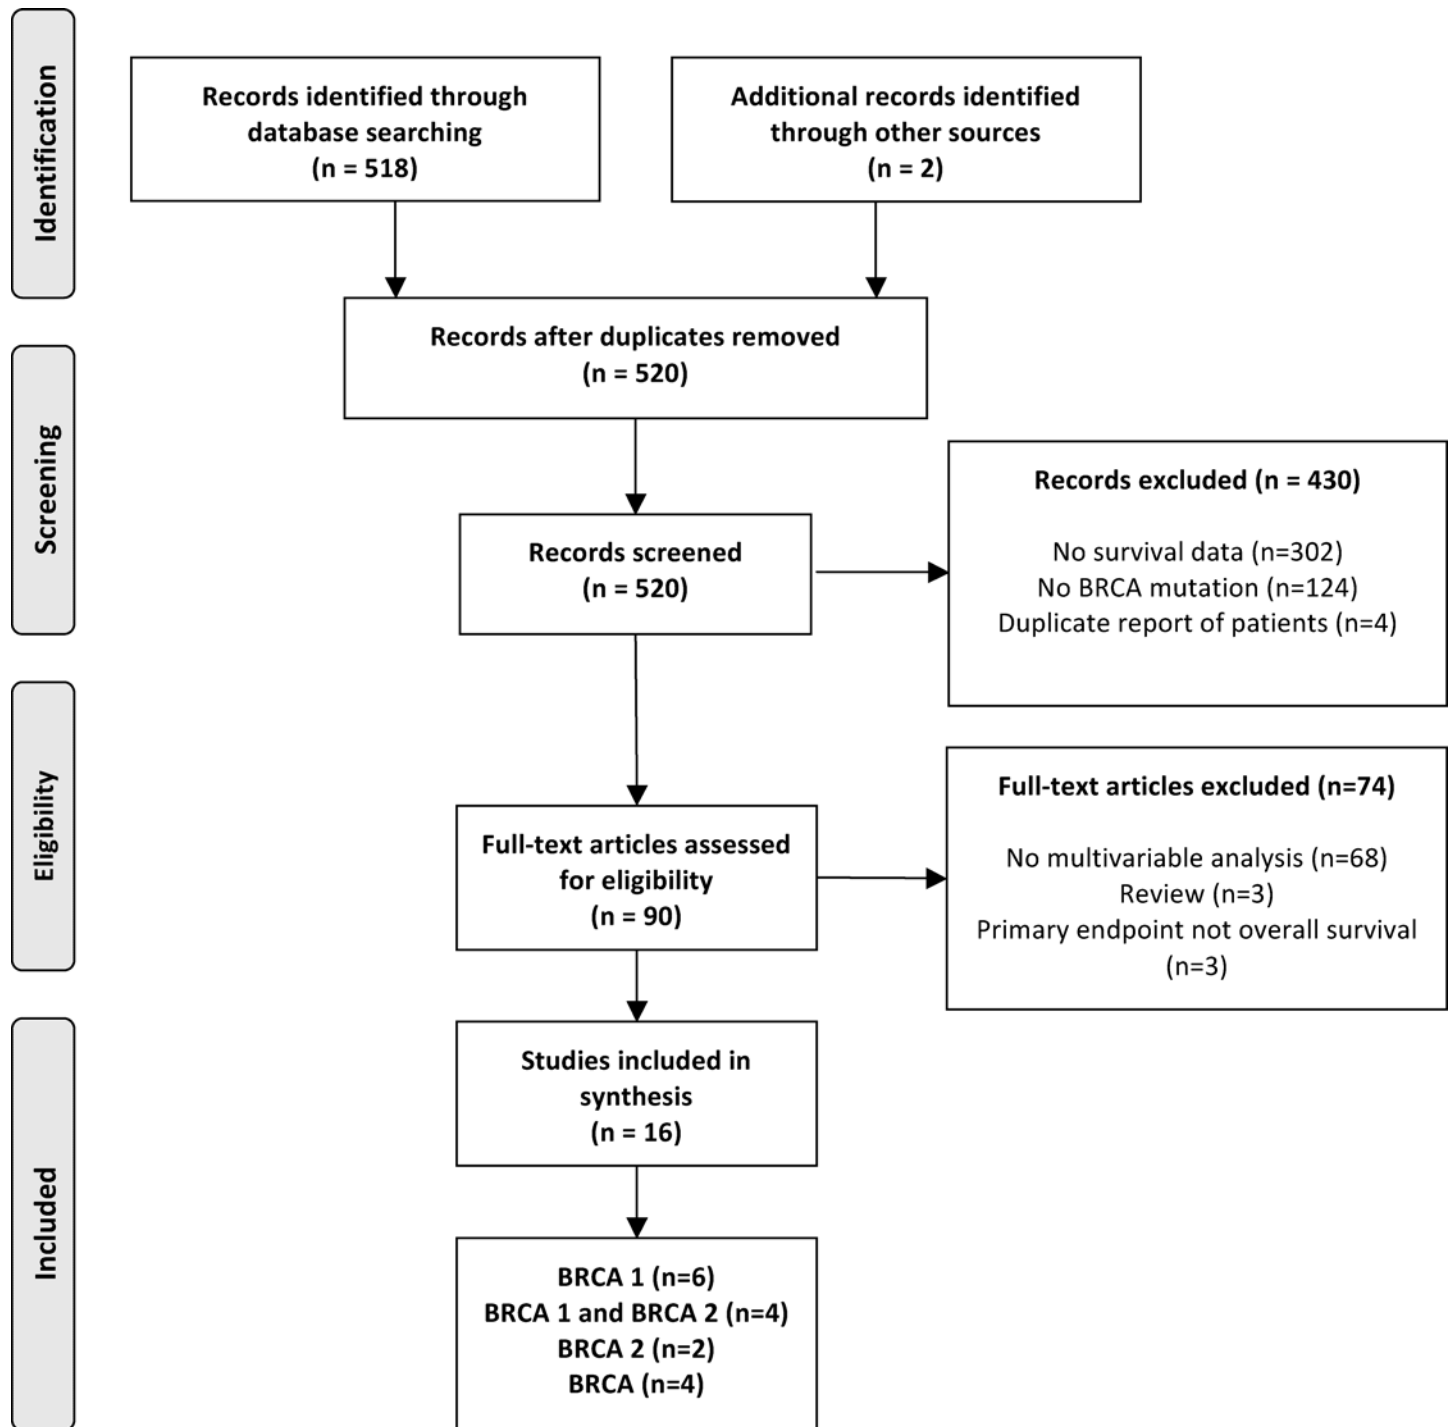 Identification
Records identified through
database searching
(n = 518)
Additional records identified
through other sources
(n = 2)
Records after duplicates removed
(n = 520)
Screening
Records screened
(n = 520)
Records excluded (n = 430)
No survival data (n=302)
No BRCA mutation (n=124)
Duplicate report of patients (n=4)
Eligibility
Full-text articles assessed
for eligibility
(n = 90)
Full-text articles excluded (n=74)
No multivariable analysis (n=68)
Review (n=3)
Primary endpoint not overall survival
(n=3)
Included
Studies included in
synthesis
(n = 16)
BRCA 1 (n=6)
BRCA 1 and BRCA 2 (n=4)
BRCA 2 (n=2)
BRCA (n=4)